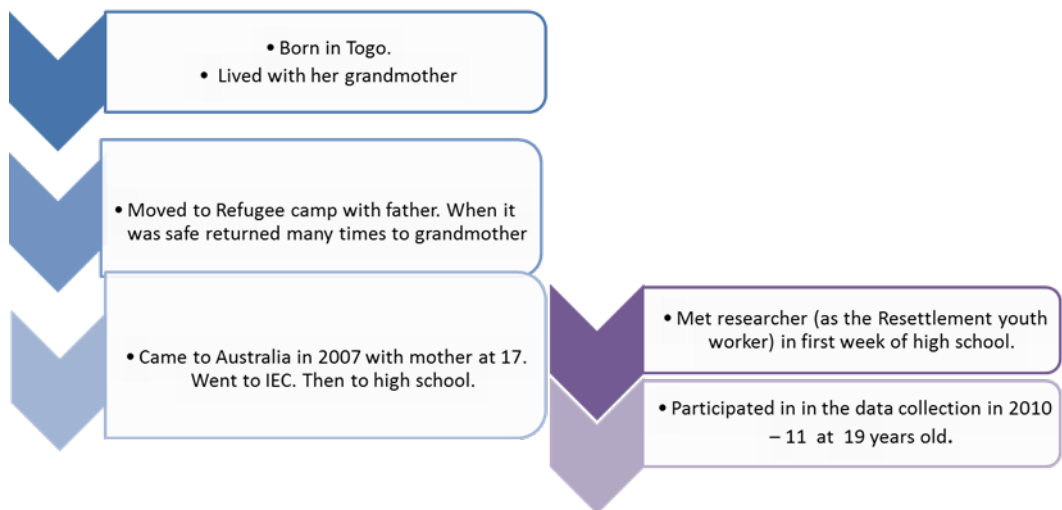 • Born in Togo.
• Lived with her grandmother
• Moved to Refugee camp with father. When it
was safe returned many times to grandmother
• Came to Australia in 2007 with mother at 17.
Went to IEC. Then to high school.
• Met researcher (as the Resettlement youth
worker) in first week of high school.
• Participated in in the data collection in 2010
– 11 at 19 years old.